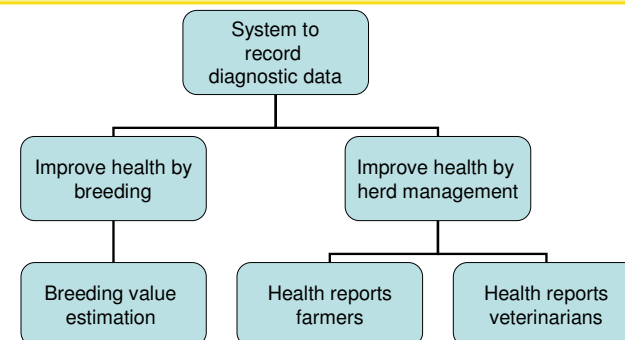 System to
record
diagnostic data
Improve health by
breeding
Improve health by
herd management
Breeding value
estimation
Health reports
farmers
Health reports
veterinarians